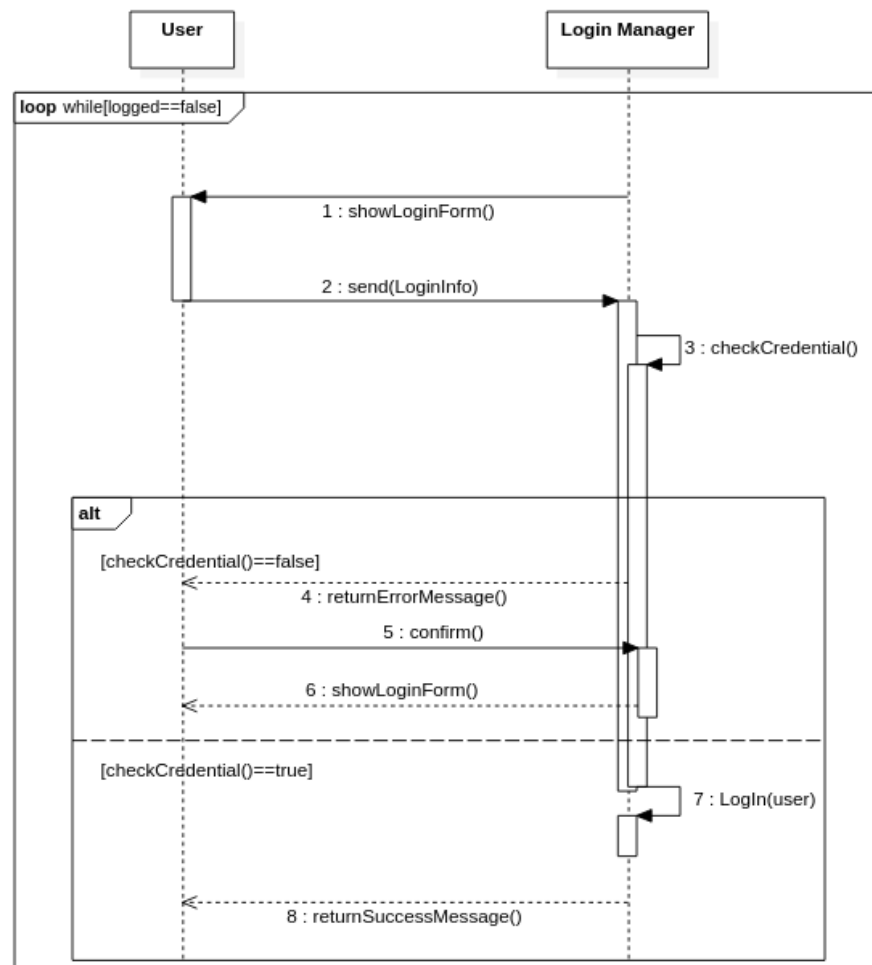 User
Login Manager
loop while[logged==false]
1 : showLoginForm()
2 : send(LoginInfo)
3 : checkCredential()
alt
[checkCredential()==false]
4 : returnErrorMessage()
5 : confirm()
6 : showLoginForm()
[checkCredential()==true]
7 : LogIn(user)
8 : returnSuccessMessage()